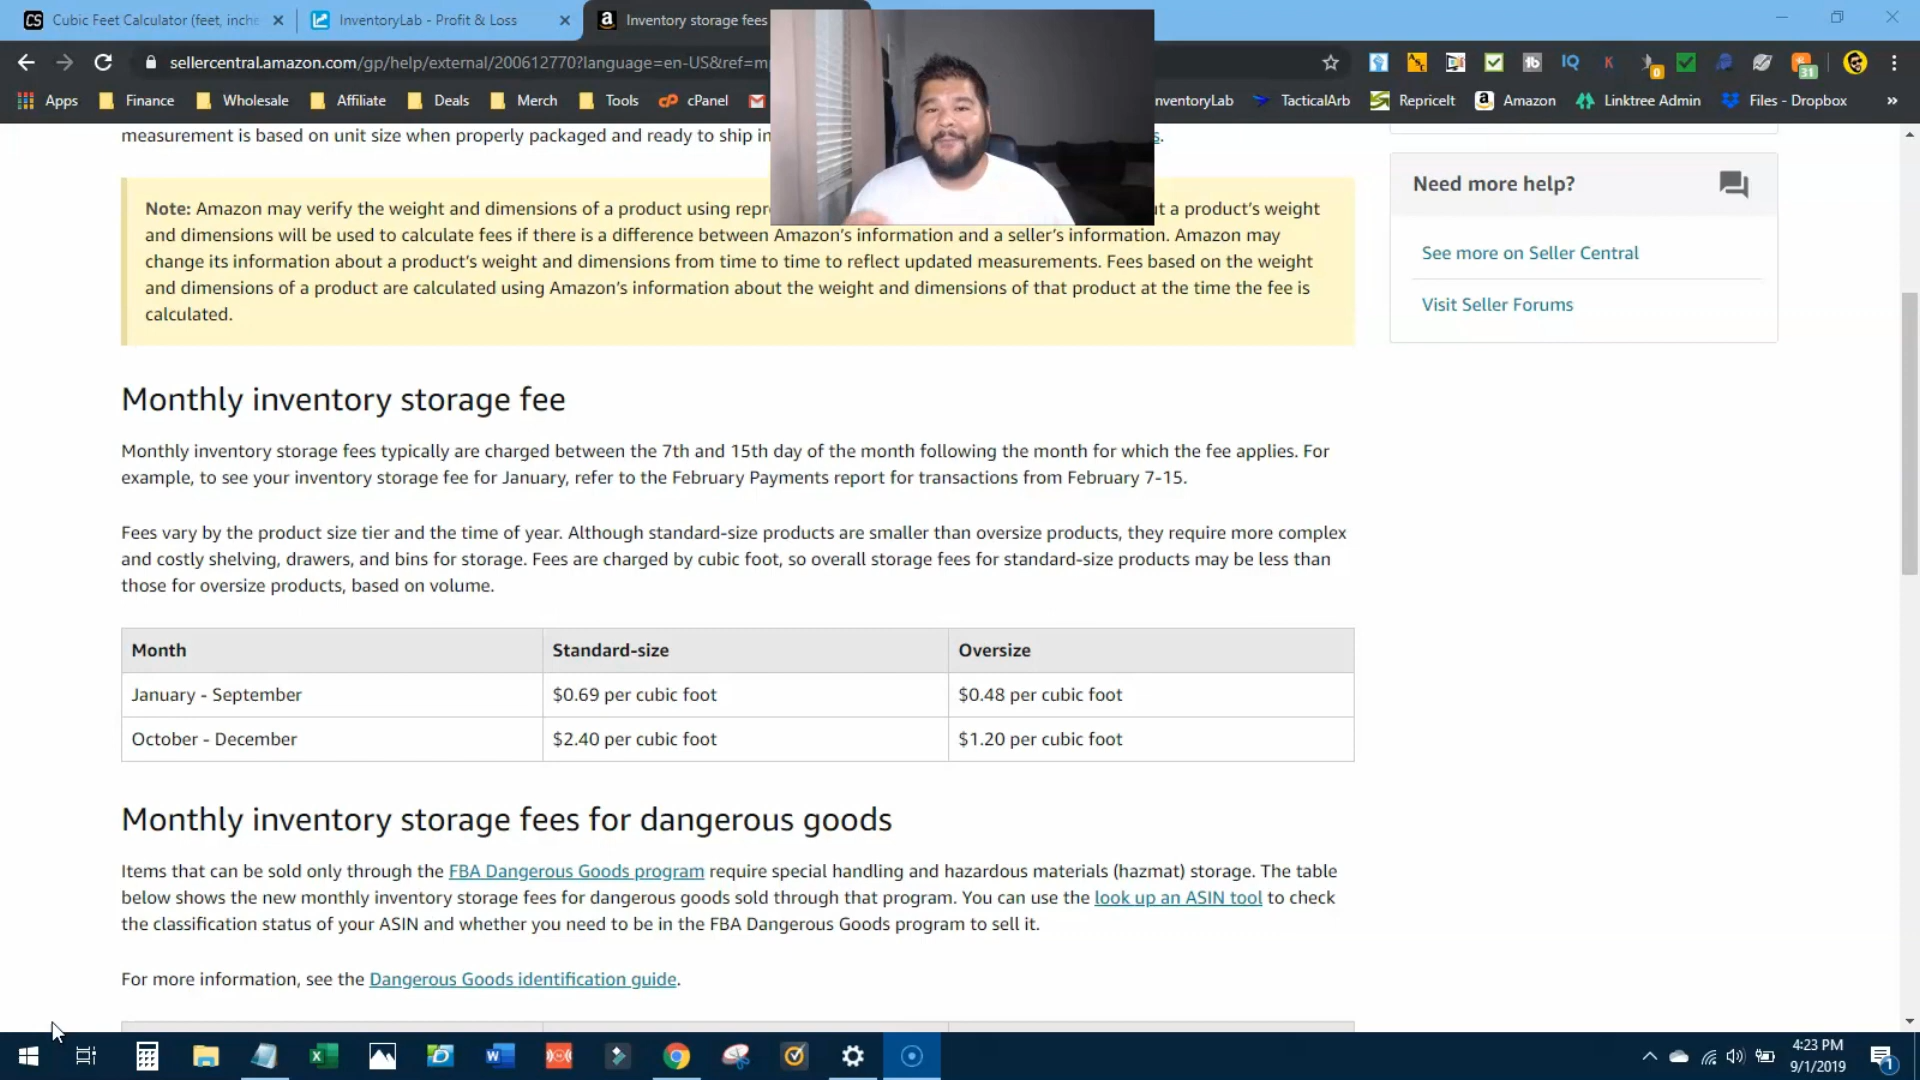 Cubic Feet Calculator (feet, inche
InventoryLab - Profit & Loss
Inventory storage fees
sellercentral.amazon.com/gp/help/external/200612770?language=en-US&ref=m
Apps
Finance
Wholesale
Affiliate
Deals
Merch
Tools
cPanel
nventoryLab
TacticalArb
RepriceIt
Amazon
Linktree Admin
Files - Dropbox
»
measurement is based on unit size when properly packaged and ready to ship in
s.
Note: Amazon may verify the weight and dimensions of a product using repr
ut a product's weight
and dimensions will be used to calculate fees if there is a difference between Amazon's information and a seller's information. Amazon may
change its information about a product's weight and dimensions from time to time to reflect updated measurements. Fees based on the weight
and dimensions of a product are calculated using Amazon's information about the weight and dimensions of that product at the time the fee is
calculated.
Need more help?
See more on Seller Central
Visit Seller Forums
Monthly inventory storage fee
Monthly inventory storage fees typically are charged between the 7th and 15th day of the month following the month for which the fee applies. For
example, to see your inventory storage fee for January, refer to the February Payments report for transactions from February 7-15.
Fees vary by the product size tier and the time of year. Although standard-size products are smaller than oversize products, they require more complex
and costly shelving, drawers, and bins for storage. Fees are charged by cubic foot, so overall storage fees for standard-size products may be less than
those for oversize products, based on volume.
Month
Standard-size
Oversize
January - September
$0.69 per cubic foot
$0.48 per cubic foot
October - December
$2.40 per cubic foot
$1.20 per cubic foot
Monthly inventory storage fees for dangerous goods
Items that can be sold only through the FBA Dangerous Goods program require special handling and hazardous materials (hazmat) storage. The table
below shows the new monthly inventory storage fees for dangerous goods sold through that program. You can use the look up an ASIN tool to check
the classification status of your ASIN and whether you need to be in the FBA Dangerous Goods program to sell it.
For more information, see the Dangerous Goods identification guide.
4:23 PM
9/1/2019